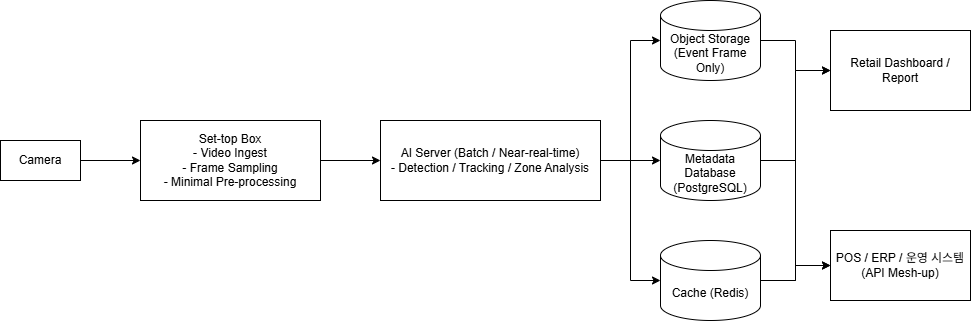 Camera
Set-top Box
- Video Ingest
- Frame Sampling
- Minimal Pre-processing
AI Server (Batch / Near-real-time)
- Detection / Tracking / Zone Analysis
Object Storage
(Event Frame
Only)
Metadata
Database
(PostgreSQL)
Cache (Redis)
Retail Dashboard /
Report
POS / ERP / 운영 시스템
(API Mesh-up)